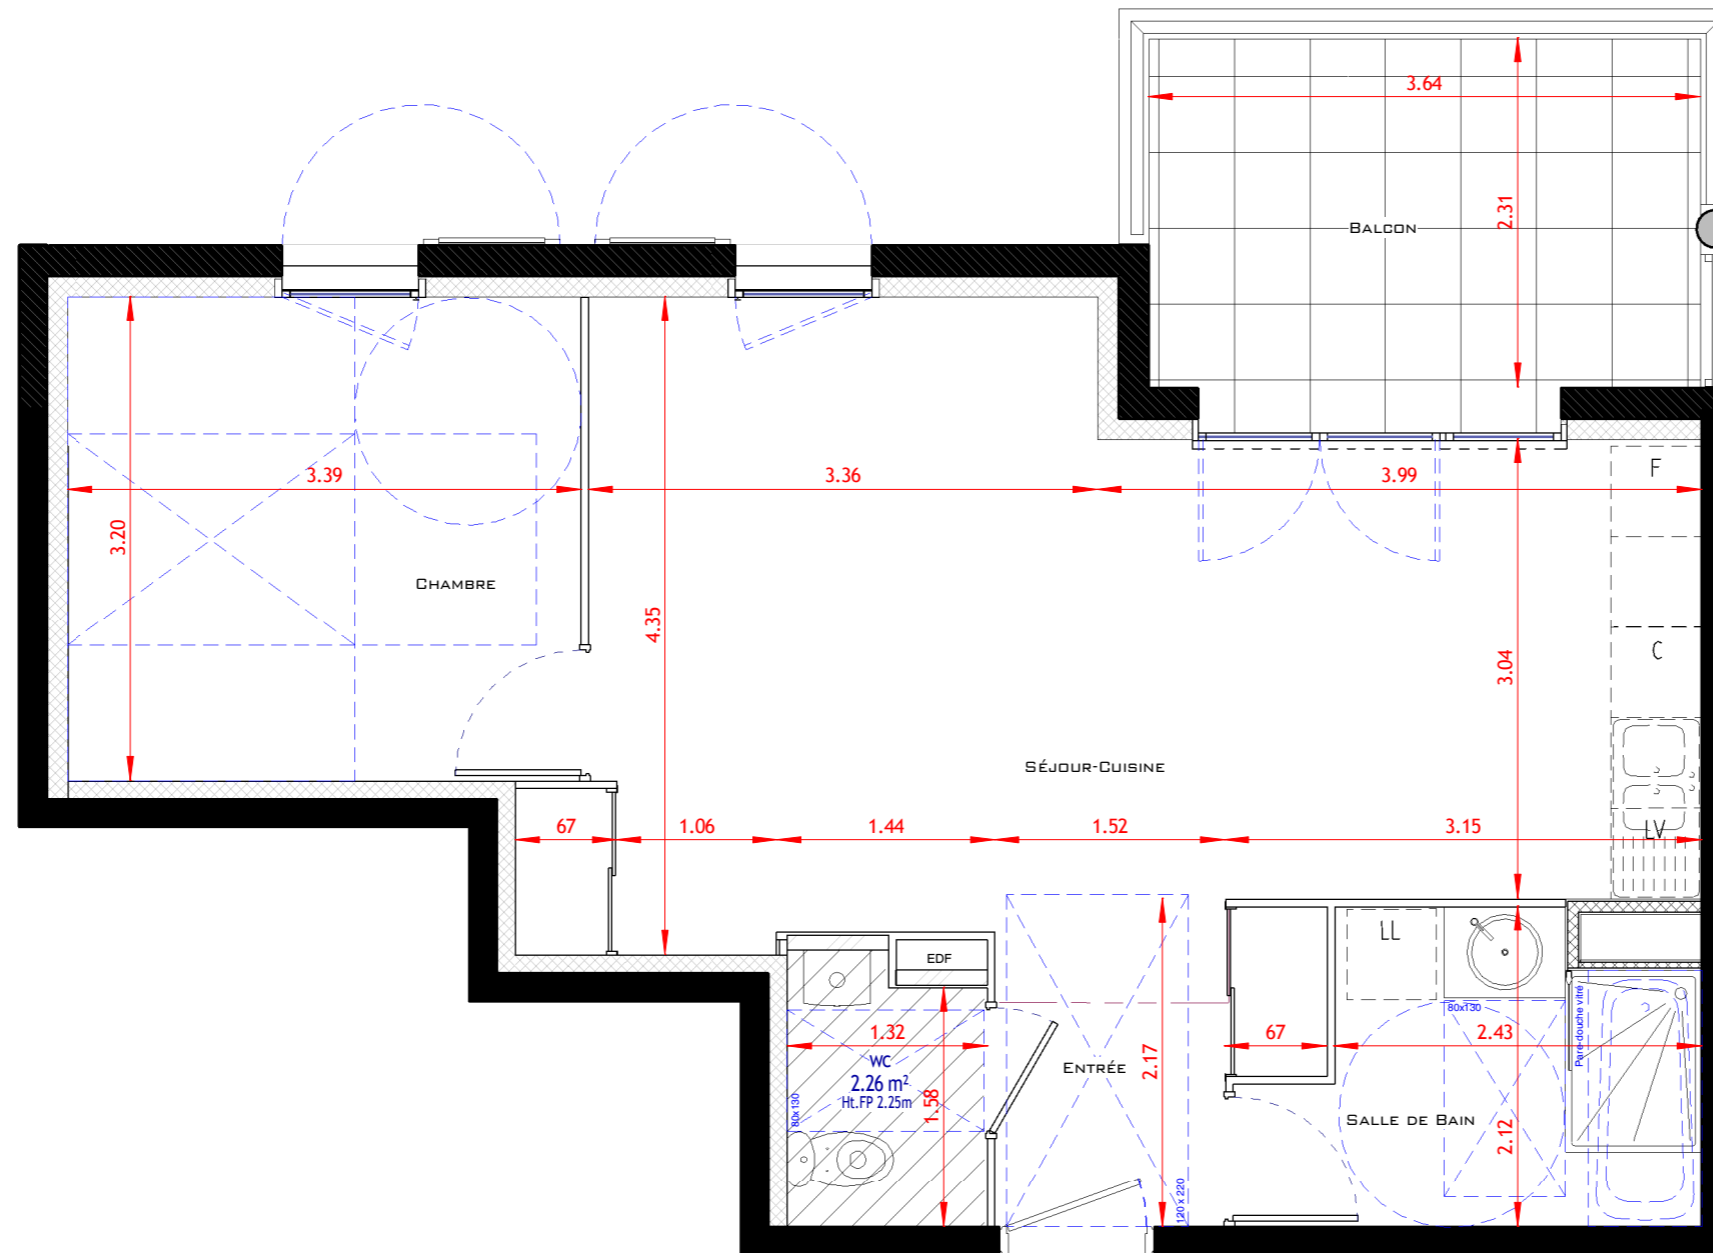 3.64
2.31
BALCON
F
3.39
3.36
3.99
3.20
CHAMBRE
4.35
C
3.04
SÉJOUR-CUISINE
67
1.06
1.44
1.52
3.15
LV
EDF
LL
80x130
Pare-douche vitré
1.32
67
2.43
WC
2.26 m²
Ht.FP 2.25m
1.58
80x130
ENTRÉE
2.17
SALLE DE BAIN
2.12
120 x 220